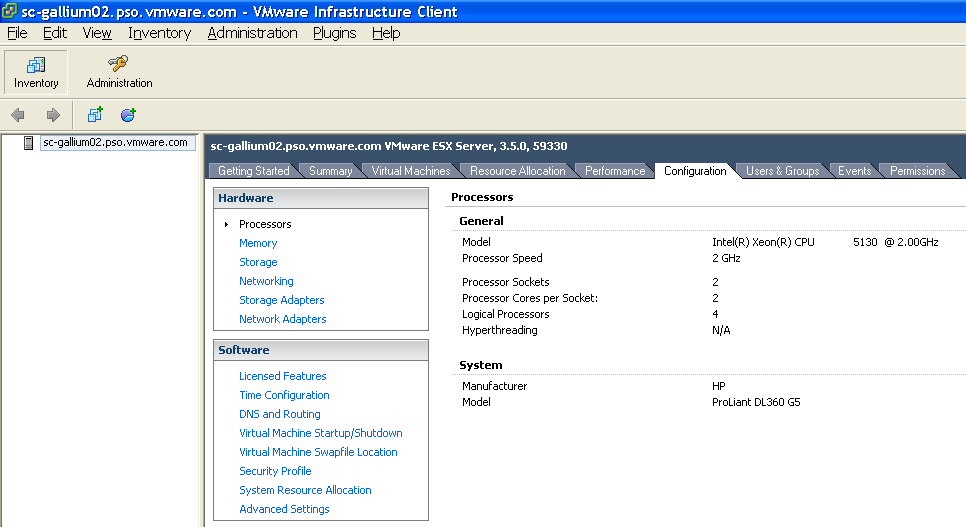 sc-gallium02.pso.vmware.com - VMware Infrastructure Client
File Edit View Inventory Administration Plugins Help
Inventory Administration
sc-gallium02.pso.vmware.com
sc-gallium02.pso.vmware.com VMware ESX Server, 3.5.0, 59330
Getting Started Summary Virtual Machines Resource Allocation Performance Configuration Users & Groups Events Permissions
Hardware
Processors
Memory
Storage
Networking
Storage Adapters
Network Adapters
Software
Licensed Features
Time Configuration
DNS and Routing
Virtual Machine Startup/Shutdown
Virtual Machine Swapfile Location
Security Profile
System Resource Allocation
Advanced Settings
Processors
General
Model Intel(R) Xeon(R) CPU 5130 @ 2.00GHz
Processor Speed 2 GHz
Processor Sockets 2
Processor Cores per Socket: 2
Logical Processors 4
Hyperthreading N/A
System
Manufacturer HP
Model ProLiant DL360 G5